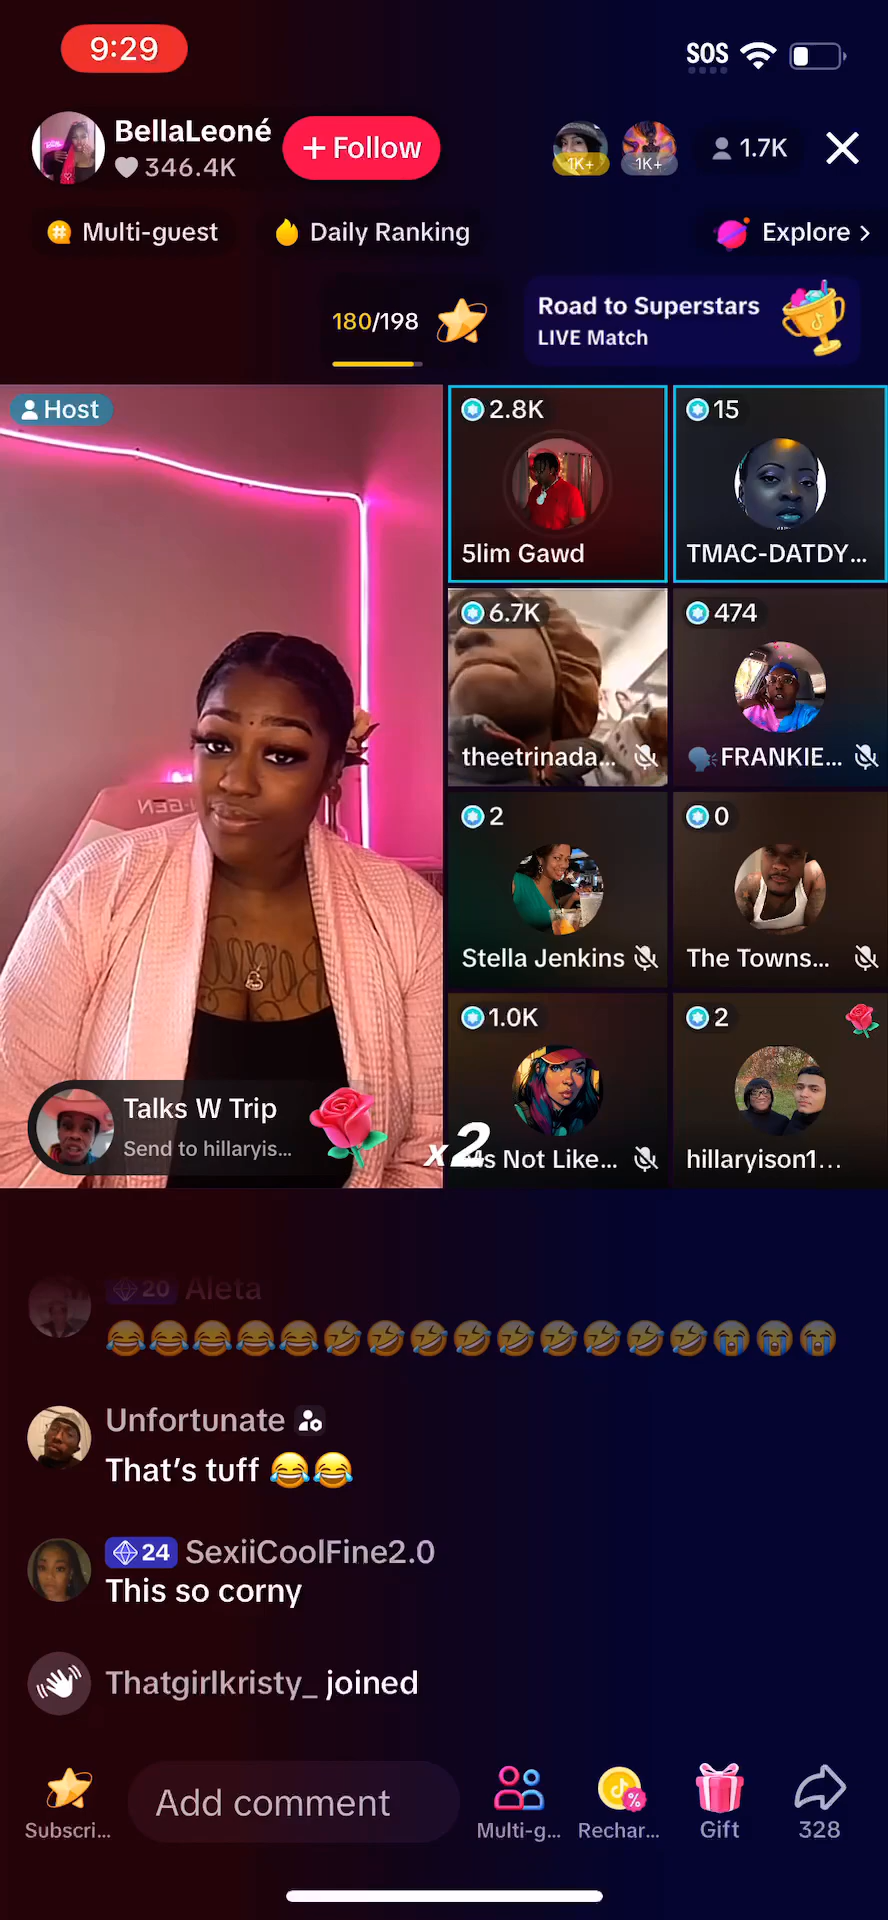 9:29
SOS
BellaLeoné
+ Follow
346.4K
1K+
1K+
1.7K
Multi-guest
Daily Ranking
Explore >
180/198
Road to Superstars
LIVE Match
Host
2.8K
5lim Gawd
15
TMAC-DATDY...
6.7K
theetrinada...
474
FRANKIE...
2
Stella Jenkins
0
The Towns...
1.0K
s Not Like...
2
hillaryison1...
Talks W Trip
Send to hillaryis...
x2
20 Aleta
😂😂😂😂😂🤣🤣🤣🤣🤣🤣🤣🤣🤣😭😭😭
Unfortunate
That's tuff 😂😂
24 SexiiCoolFine2.0
This so corny
Thatgirlkristy_ joined
Subscri...
Add comment
Multi-g...
Rechar...
Gift
328